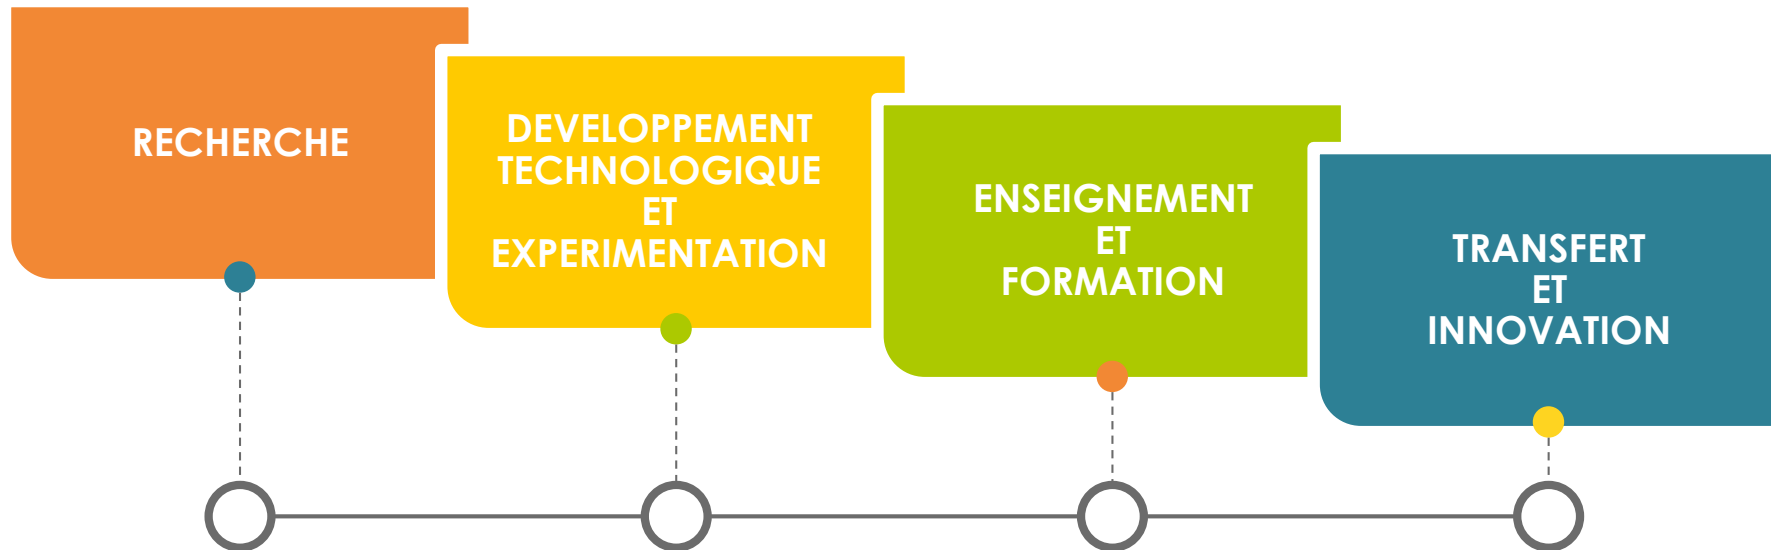 RECHERCHE
DEVELOPPEMENT
TECHNOLOGIQUE
ET
EXPERIMENTATION
ENSEIGNEMENT
ET
FORMATION
TRANSFERT
ET
INNOVATION